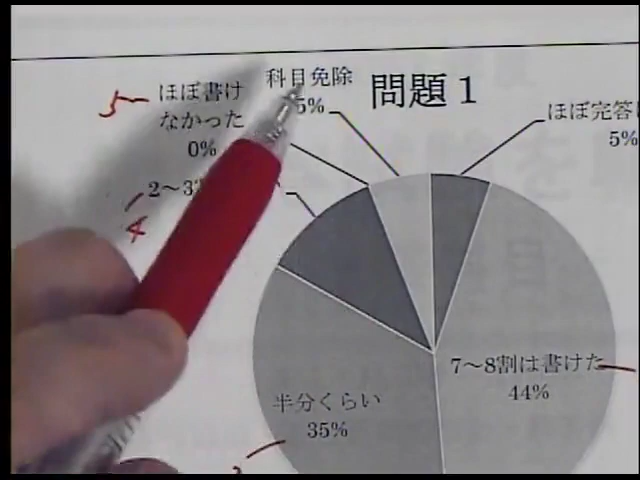 問題1
科目免除
5%
5
ほぼ書け
なかった
0%
ほぼ完答
5%
2〜3
4
7〜8割は書けた
44%
半分くらい
35%